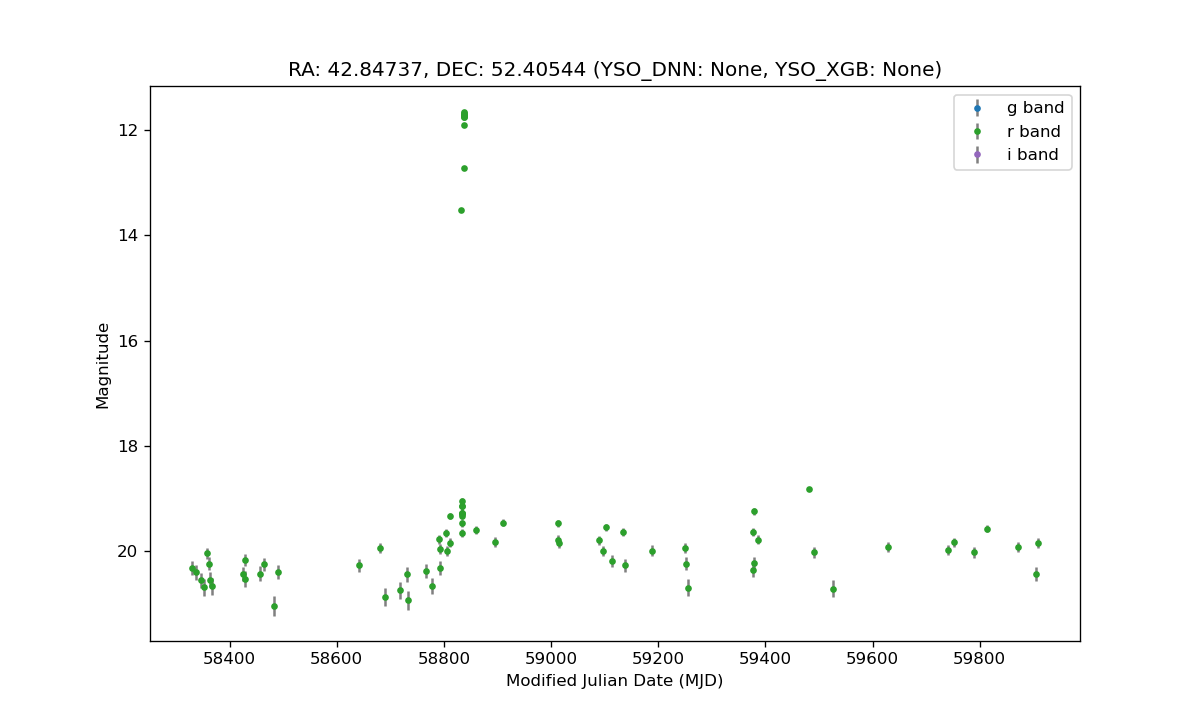 RA: 42.84737, DEC: 52.40544 (YSO_DNN: None, YSO_XGB: None)
g band
r band
i band
12
14
16
18
20
Magnitude
58400 58600 58800 59000 59200 59400 59600 59800
Modified Julian Date (MJD)